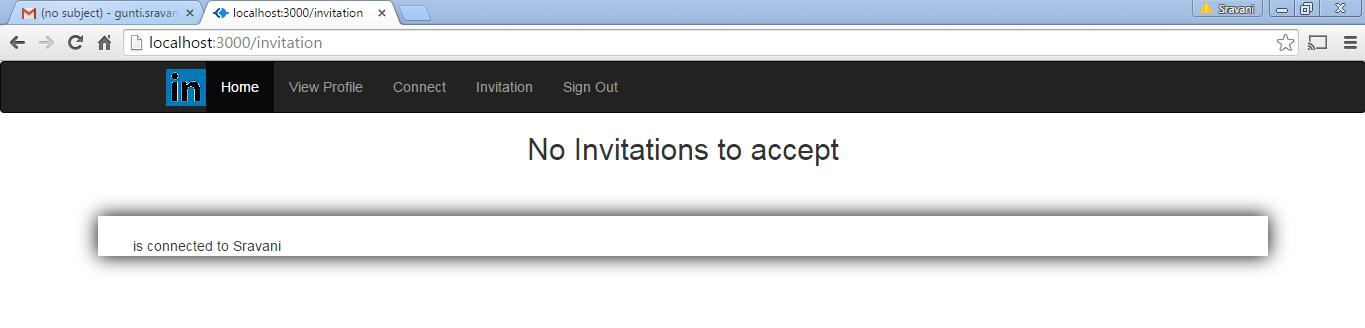 (no subject) - gunti.sravan
localhost:3000/invitation
Sravani
localhost:3000/invitation
in
Home
View Profile
Connect
Invitation
Sign Out
No Invitations to accept
is connected to Sravani